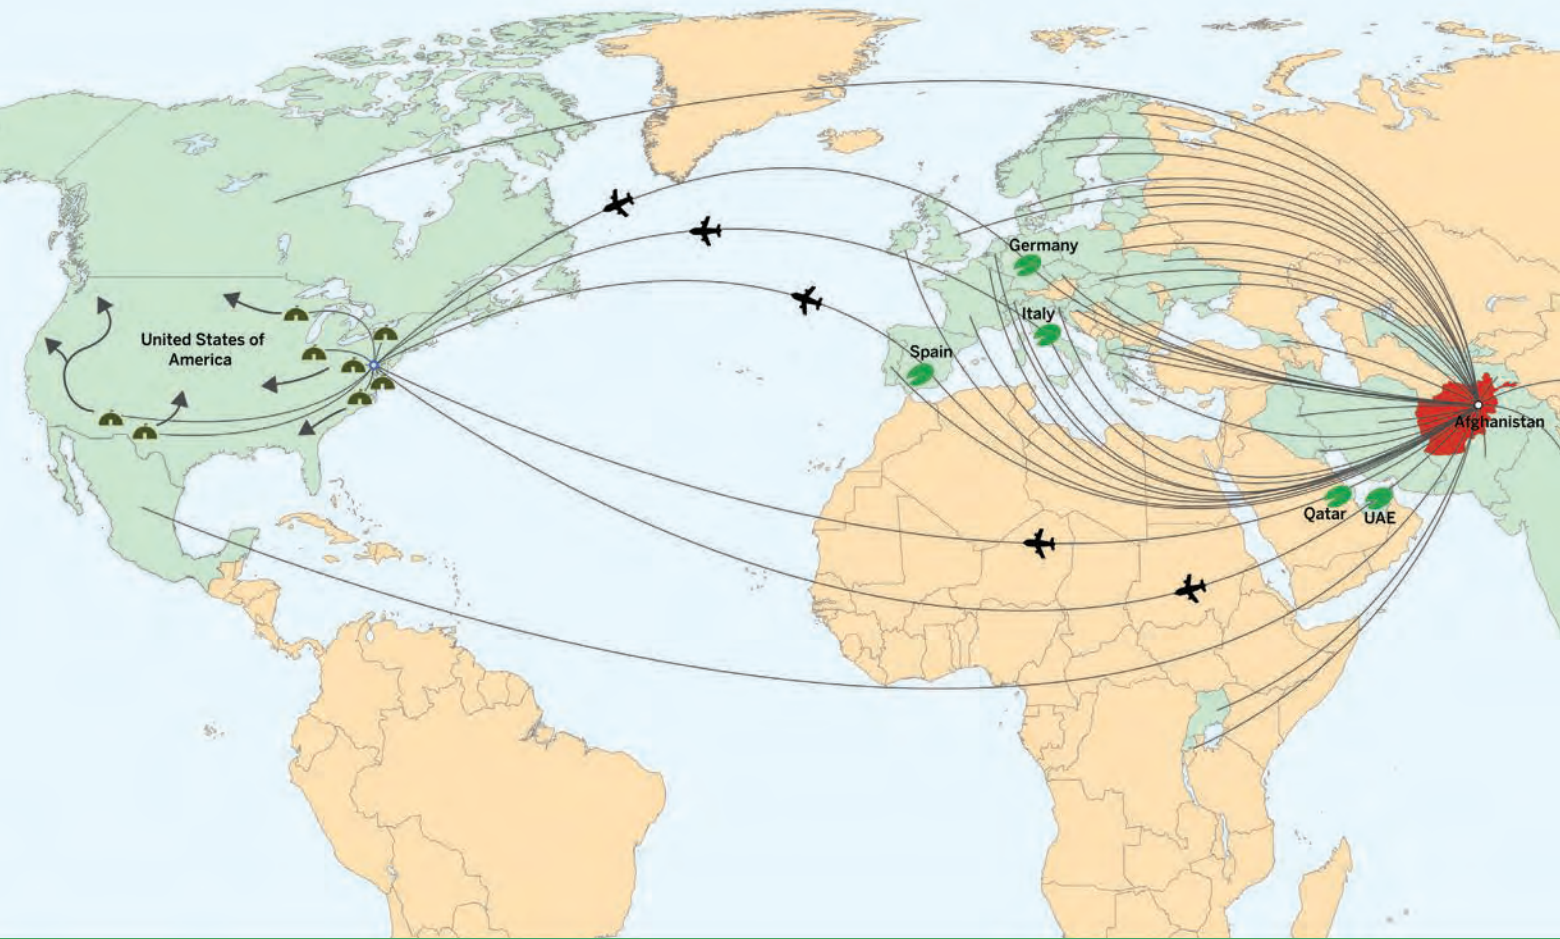 Germany
Italy
United States of
America
Spain
Afghanistan
Qatar
UAE